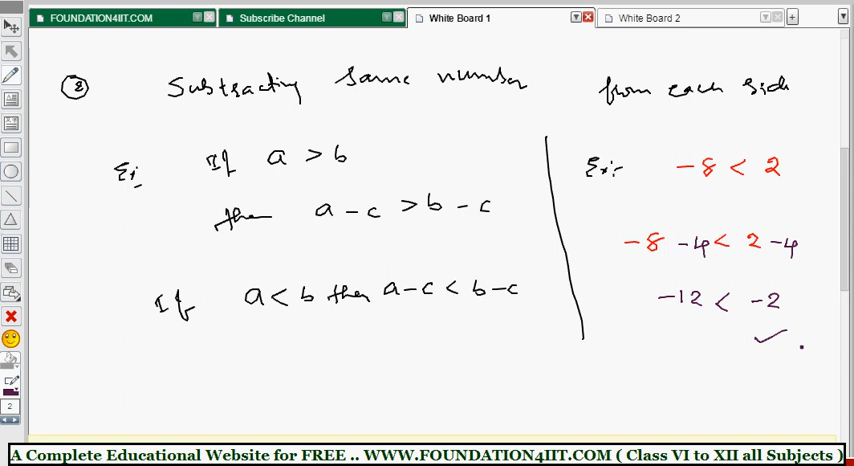 FOUNDATION4IIT.COM Subscribe Channel White Board 1 White Board 2
② Subtracting same number from each side
Ex: If a > b
then a - c > b - c
If a < b then a - c < b - c
Ex:- -8 < 2
-8 -4 < 2 -4
-12 < -2
2
A Complete Educational Website for FREE .. WWW.FOUNDATION4IIT.COM ( Class VI to XII all Subjects )